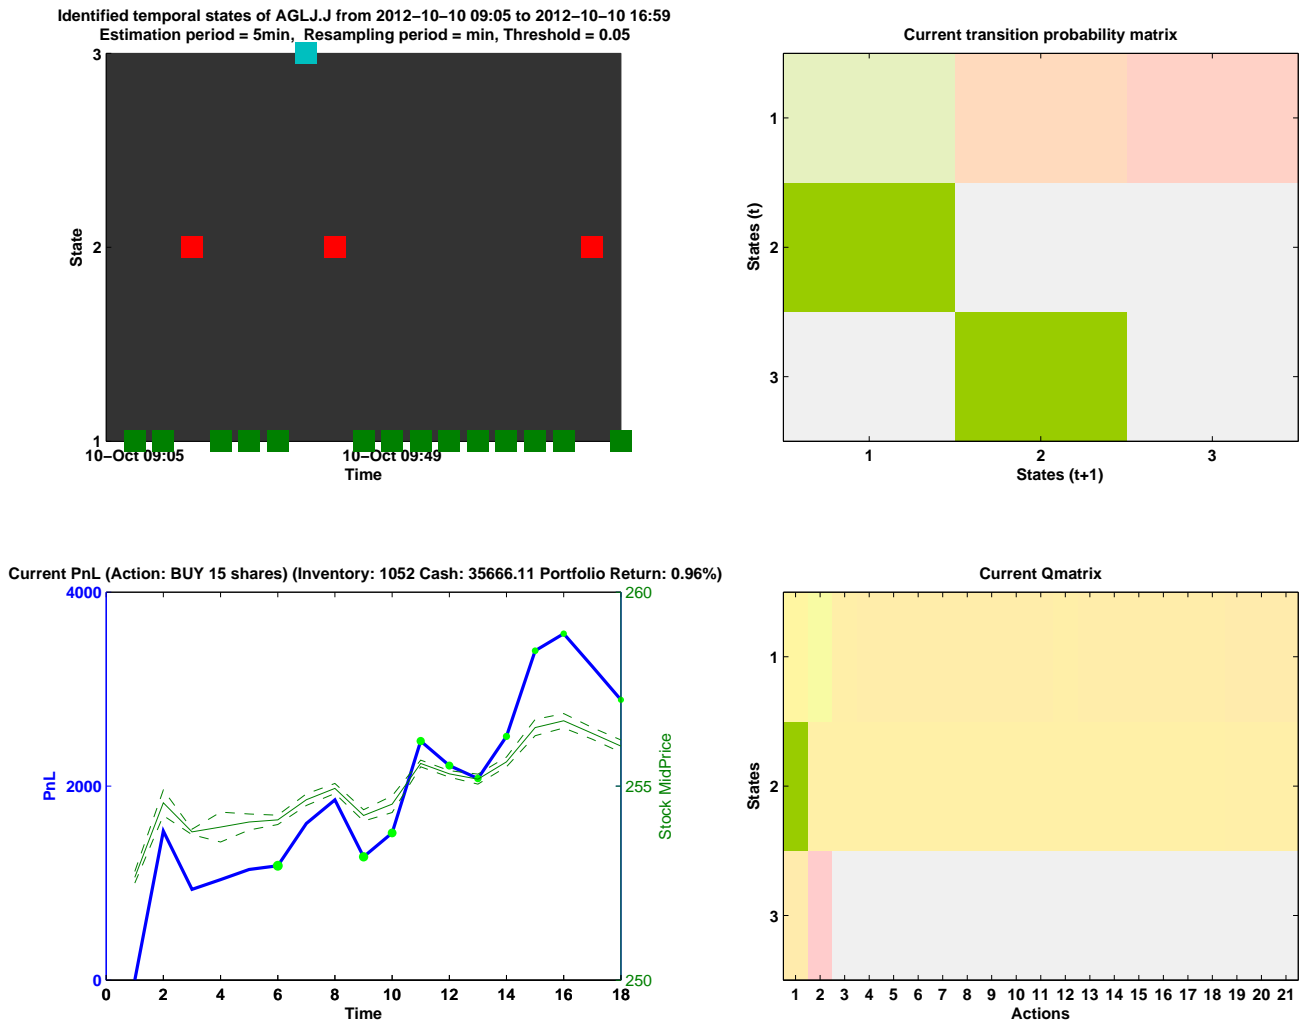 Identified temporal states of AGLJ.J from 2012−10−10 09:05 to 2012−10−10 16:59
Estimation period = 5min,  Resampling period = min, Threshold = 0.05
3
2
1
State
10−Oct 09:05
10−Oct 09:49
Time
Current transition probability matrix
1
2
3
States (t)
1
2
3
States (t+1)
Current PnL (Action: BUY 15 shares) (Inventory: 1052 Cash: 35666.11 Portfolio Return: 0.96%)
4000
2000
0
PnL
260
255
250
Stock MidPrice
0 2 4 6 8 10 12 14 16 18
Time
Current Qmatrix
1
2
3
States
1 2 3 4 5 6 7 8 9 10 11 12 13 14 15 16 17 18 19 20 21
Actions